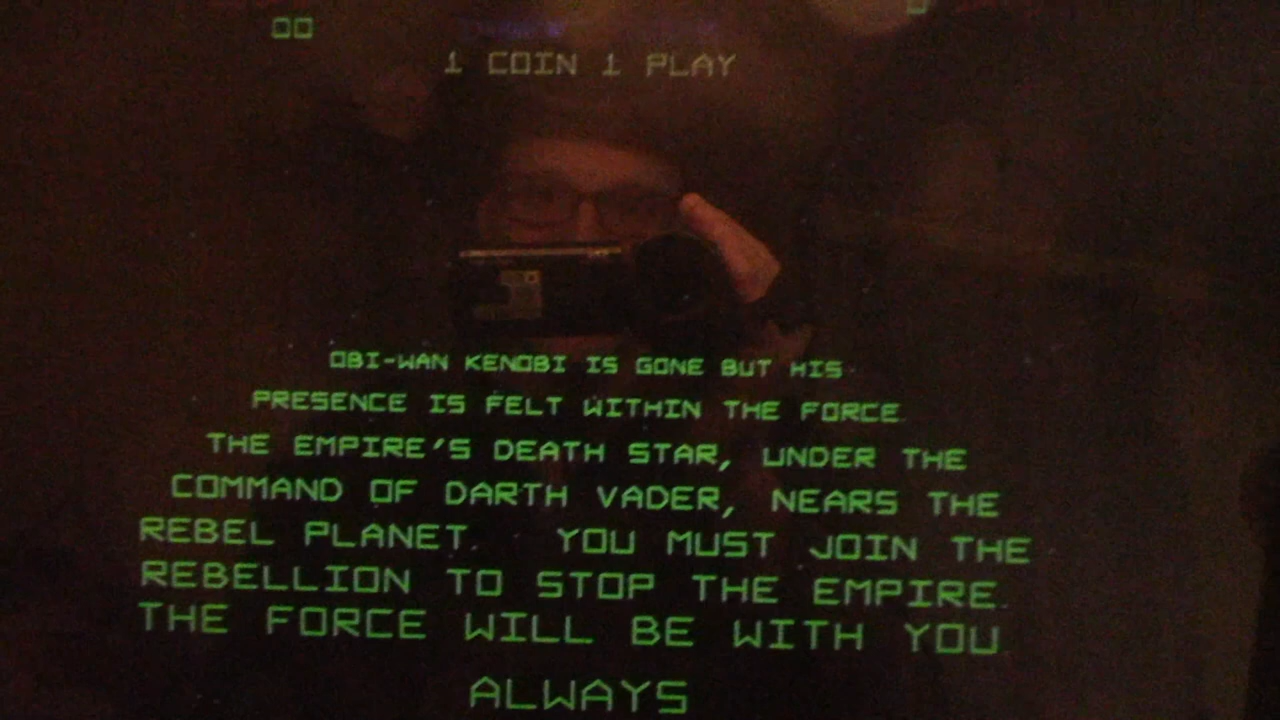 00
1 COIN 1 PLAY
OBI-WAN KENOBI IS GONE BUT HIS
PRESENCE IS FELT WITHIN THE FORCE.
THE EMPIRE'S DEATH STAR, UNDER THE
COMMAND OF DARTH VADER, NEARS THE
REBEL PLANET. YOU MUST JOIN THE
REBELLION TO STOP THE EMPIRE.
THE FORCE WILL BE WITH YOU
ALWAYS